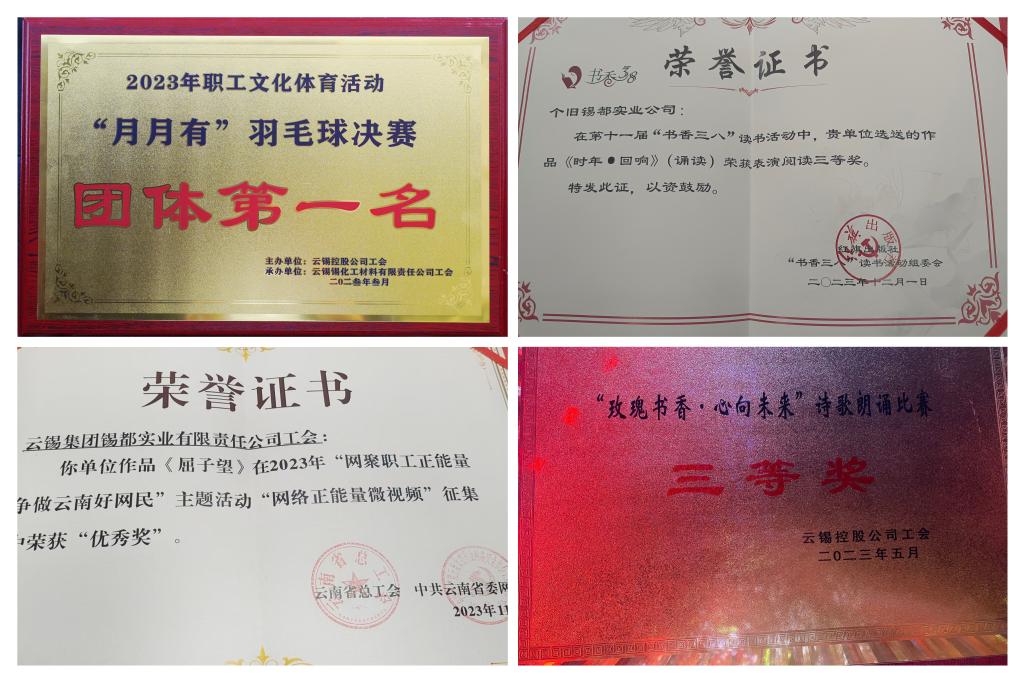 2023年职工文化体育活动
“月月有”羽毛球决赛
团体第一名
主办单位：云锡控股公司工会
承办单位：云锡锡化工材料有限责任公司工会
二0二叁年叁月
书香三八
荣誉证书
个旧锡都实业公司：
在第十一届“书香三八”读书活动中，贵单位选送的作
品《时年●回响》（诵读）荣获表演阅读三等奖。
特发此证，以资鼓励。
红旗出版社
“书香三八”读书活动组委会
二〇二三年十二月一日
荣誉证书
云锡集团锡都实业有限责任公司工会：
你单位作品《屈子望》在2023年“网聚职工正能量
争做云南好网民”主题活动“网络正能量微视频”征集
中荣获“优秀奖”。
云南省总工会 中共云南省委网
2023年11
“玫瑰书香·心向未来”诗歌朗诵比赛
三等奖
云锡控股公司工会
二〇二三年五月